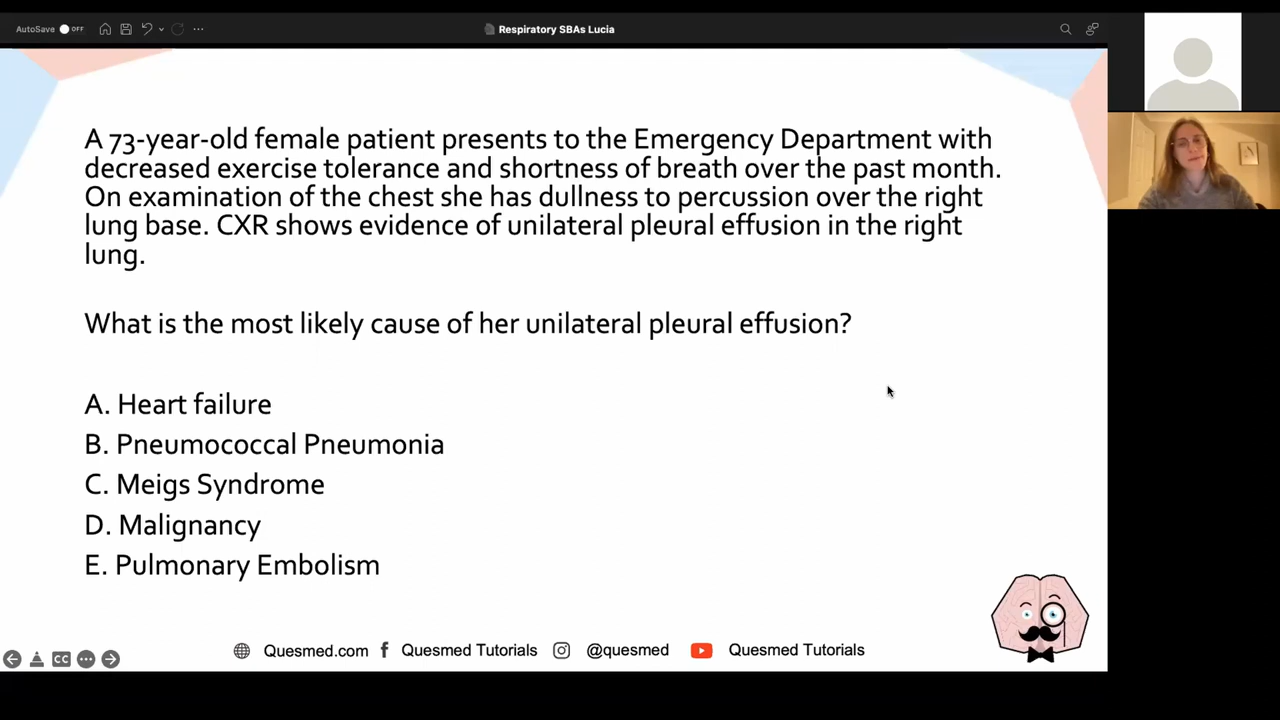 AutoSave OFF
Respiratory SBAs Lucia
A 73-year-old female patient presents to the Emergency Department with
decreased exercise tolerance and shortness of breath over the past month.
On examination of the chest she has dullness to percussion over the right
lung base. CXR shows evidence of unilateral pleural effusion in the right
lung.
What is the most likely cause of her unilateral pleural effusion?
A. Heart failure
B. Pneumococcal Pneumonia
C. Meigs Syndrome
D. Malignancy
E. Pulmonary Embolism
CC
Quesmed.com Quesmed Tutorials @quesmed Quesmed Tutorials